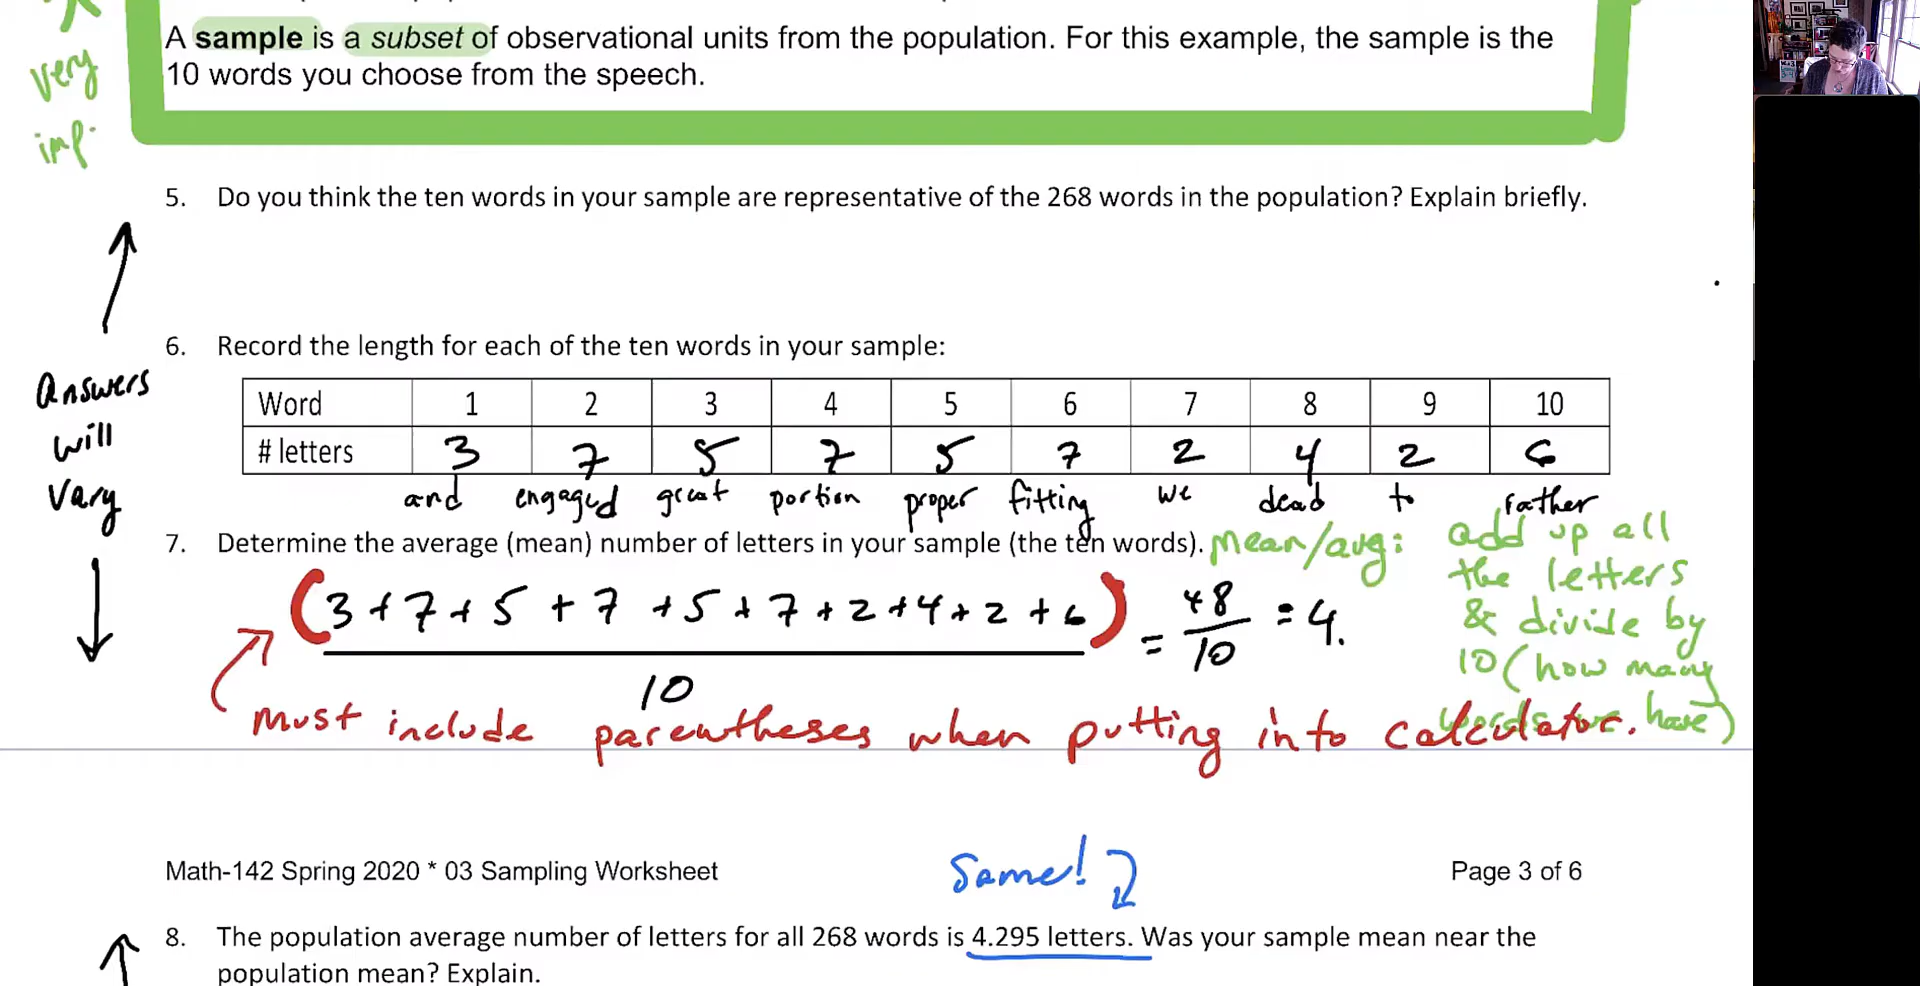 A sample is a subset of observational units from the population. For this example, the sample is the
10 words you choose from the speech.
very
imp.
5. Do you think the ten words in your sample are representative of the 268 words in the population? Explain briefly.
Answers
will
vary
6. Record the length for each of the ten words in your sample:
Word 1 2 3 4 5 6 7 8 9 10
# letters 3 7 5 7 5 7 2 4 2 6
and engaged great portion proper fitting we dead to father
7. Determine the average (mean) number of letters in your sample (the ten words).
mean/avg: add up all
the letters
& divide by
10 (how many
words we have)
(3 + 7 + 5 + 7 + 5 + 7 + 2 + 4 + 2 + 6) = 48 = 4.
10 10
must include parentheses when putting into calculator.
Math-142 Spring 2020 * 03 Sampling Worksheet
Page 3 of 6
Same!
8. The population average number of letters for all 268 words is 4.295 letters. Was your sample mean near the
population mean? Explain.